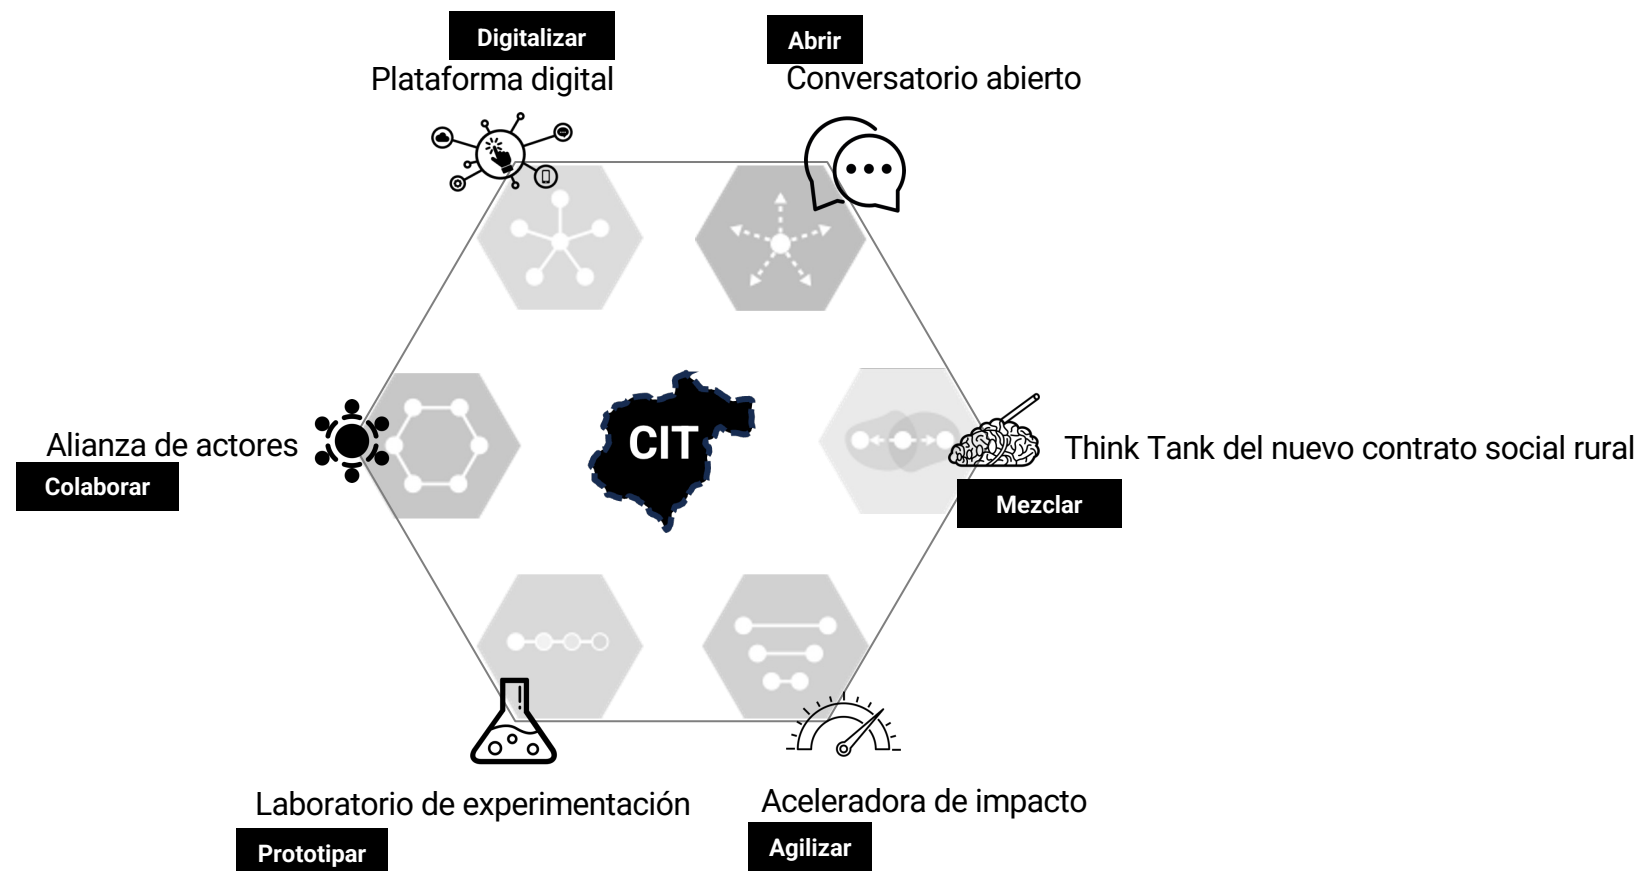 Digitalizar
Plataforma digital
Abrir
Conversatorio abierto
Alianza de actores
Colaborar
CIT
Think Tank del nuevo contrato social rural
Mezclar
Laboratorio de experimentación
Prototipar
Aceleradora de impacto
Agilizar